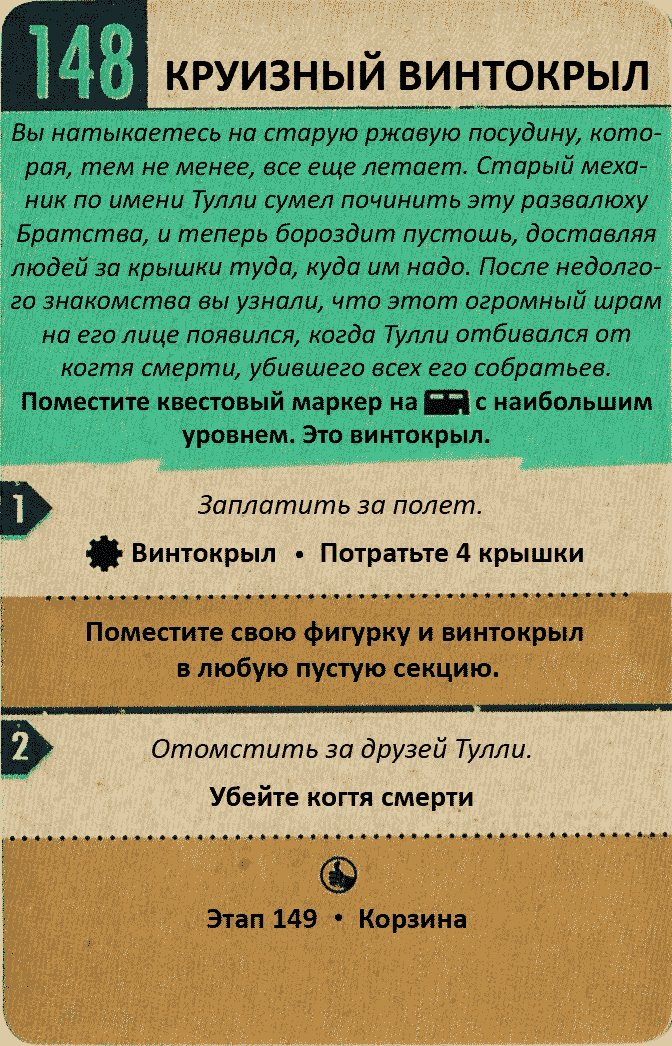 148
КРУИЗНЫЙ ВИНТОКРЫЛ
Вы натыкаетесь на старую ржавую посудину, кото-
рая, тем не менее, все еще летает. Старый меха-
ник по имени Тулли сумел починить эту развалюху
Братства, и теперь бороздит пустошь, доставляя
людей за крышки туда, куда им надо. После недолго-
го знакомства вы узнали, что этот огромный шрам
на его лице появился, когда Тулли отбивался от
когтя смерти, убившего всех его собратьев.
Поместите квестовый маркер на с наибольшим
уровнем. Это винтокрыл.
1
Заплатить за полет.
Винтокрыл • Потратьте 4 крышки
Поместите свою фигурку и винтокрыл
в любую пустую секцию.
2
Отомстить за друзей Тулли.
Убейте когтя смерти
Этап 149 • Корзина